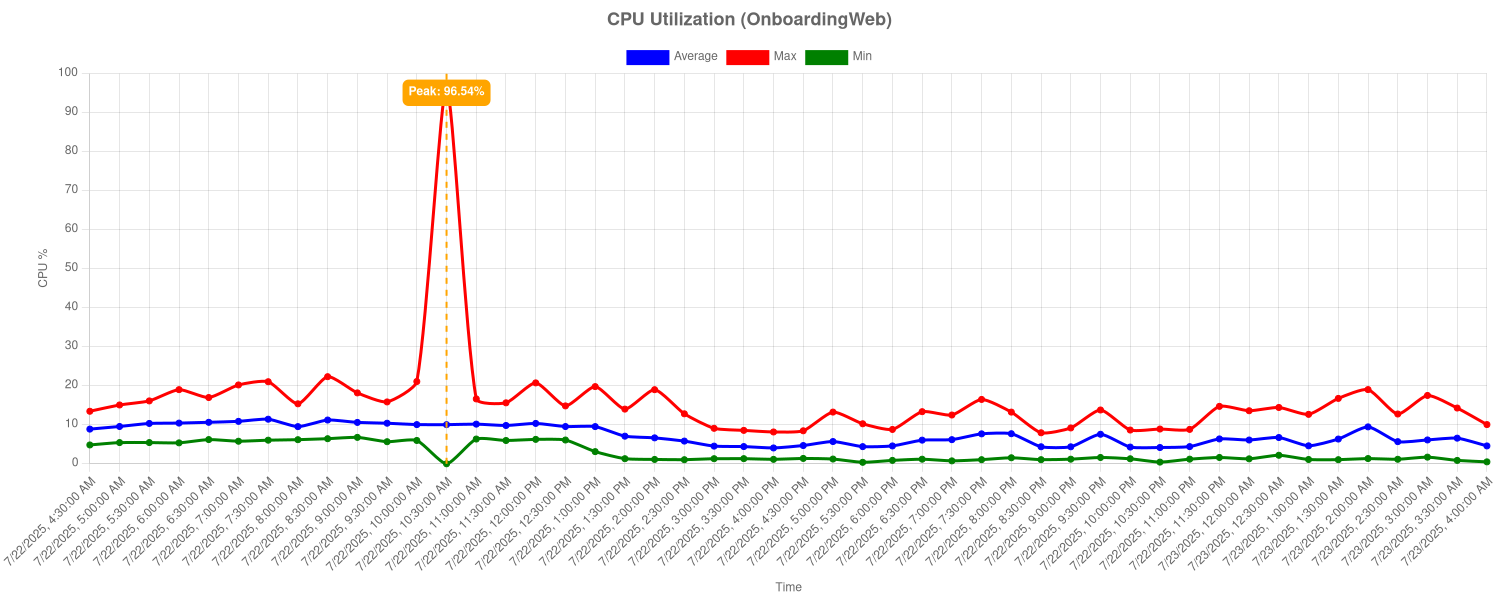 CPU Utilization (OnboardingWeb)
Average Max Min
Peak: 96.54%
100
90
80
70
60
50
40
30
20
10
0
CPU %
7/22/2025, 4:30:00 AM
7/22/2025, 5:00:00 AM
7/22/2025, 5:30:00 AM
7/22/2025, 6:00:00 AM
7/22/2025, 6:30:00 AM
7/22/2025, 7:00:00 AM
7/22/2025, 7:30:00 AM
7/22/2025, 8:00:00 AM
7/22/2025, 8:30:00 AM
7/22/2025, 9:00:00 AM
7/22/2025, 9:30:00 AM
7/22/2025, 10:00:00 AM
7/22/2025, 10:30:00 AM
7/22/2025, 11:00:00 AM
7/22/2025, 11:30:00 AM
7/22/2025, 12:00:00 PM
7/22/2025, 12:30:00 PM
7/22/2025, 1:00:00 PM
7/22/2025, 1:30:00 PM
7/22/2025, 2:00:00 PM
7/22/2025, 2:30:00 PM
7/22/2025, 3:00:00 PM
7/22/2025, 3:30:00 PM
7/22/2025, 4:00:00 PM
7/22/2025, 4:30:00 PM
7/22/2025, 5:00:00 PM
7/22/2025, 5:30:00 PM
7/22/2025, 6:00:00 PM
7/22/2025, 6:30:00 PM
7/22/2025, 7:00:00 PM
7/22/2025, 7:30:00 PM
7/22/2025, 8:00:00 PM
7/22/2025, 8:30:00 PM
7/22/2025, 9:00:00 PM
7/22/2025, 9:30:00 PM
7/22/2025, 10:00:00 PM
7/22/2025, 10:30:00 PM
7/22/2025, 11:00:00 PM
7/22/2025, 11:30:00 PM
7/23/2025, 12:00:00 AM
7/23/2025, 12:30:00 AM
7/23/2025, 1:00:00 AM
7/23/2025, 1:30:00 AM
7/23/2025, 2:00:00 AM
7/23/2025, 2:30:00 AM
7/23/2025, 3:00:00 AM
7/23/2025, 3:30:00 AM
7/23/2025, 4:00:00 AM
Time